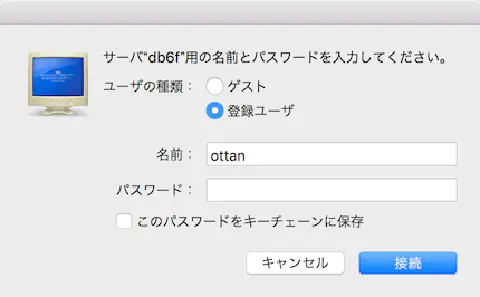 サーバ“db6f”用の名前とパスワードを入力してください。
ユーザの種類： ゲスト
登録ユーザ
名前： ottan
パスワード：
このパスワードをキーチェーンに保存
キャンセル 接続